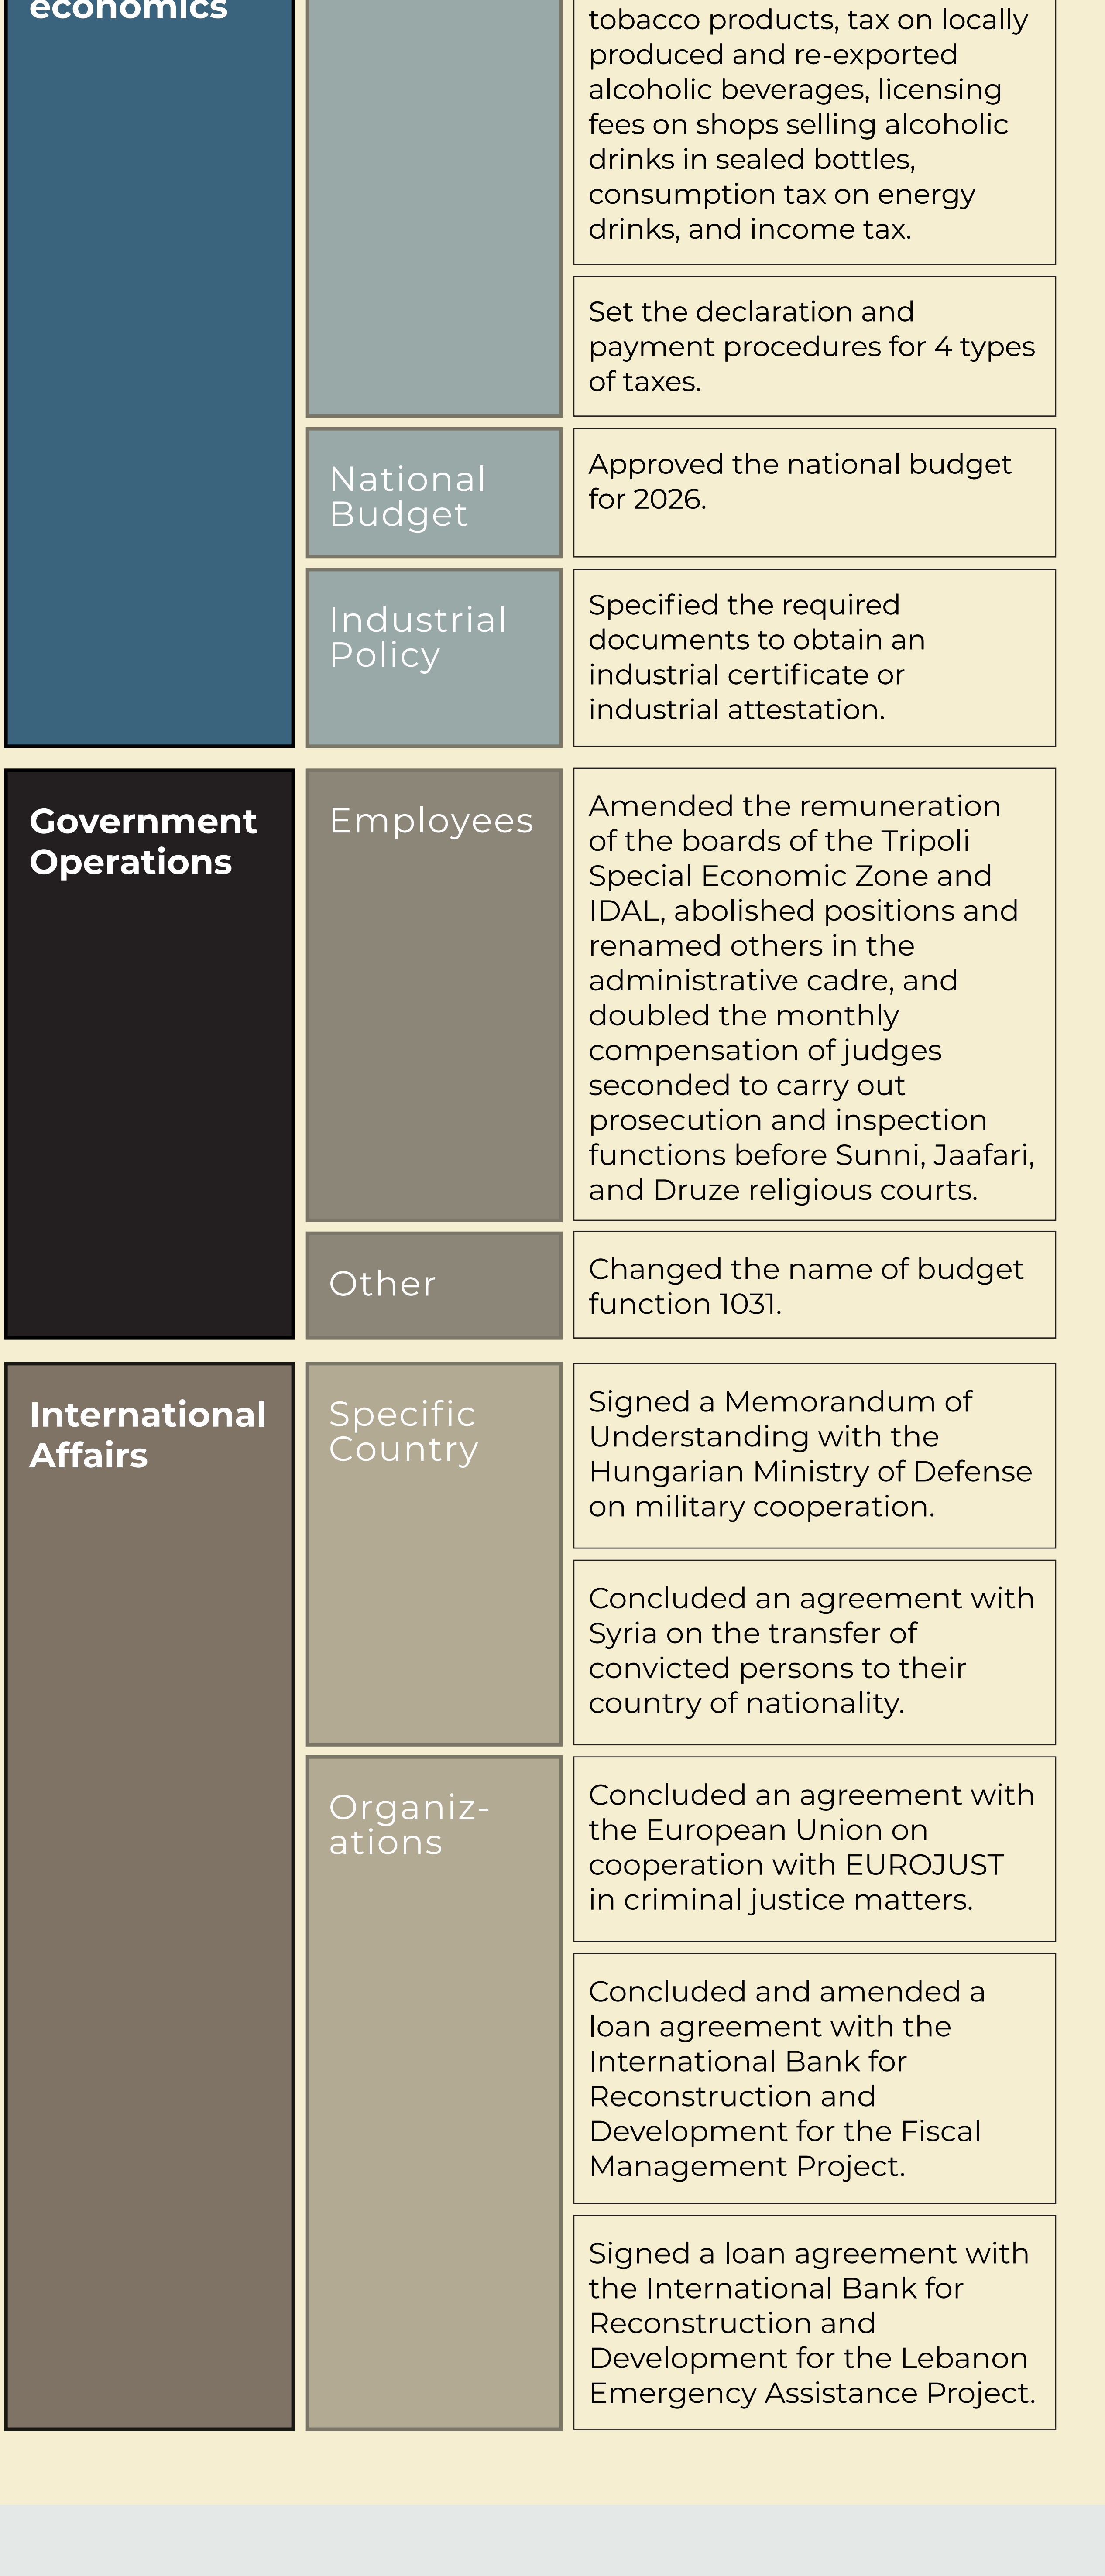 economics
tobacco products, tax on locally
produced and re-exported
alcoholic beverages, licensing
fees on shops selling alcoholic
drinks in sealed bottles,
consumption tax on energy
drinks, and income tax.
Set the declaration and
payment procedures for 4 types
of taxes.
National
Budget
Approved the national budget
for 2026.
Industrial
Policy
Specified the required
documents to obtain an
industrial certificate or
industrial attestation.
Government
Operations
Employees
Amended the remuneration
of the boards of the Tripoli
Special Economic Zone and
IDAL, abolished positions and
renamed others in the
administrative cadre, and
doubled the monthly
compensation of judges
seconded to carry out
prosecution and inspection
functions before Sunni, Jaafari,
and Druze religious courts.
Other
Changed the name of budget
function 1031.
International
Affairs
Specific
Country
Signed a Memorandum of
Understanding with the
Hungarian Ministry of Defense
on military cooperation.
Concluded an agreement with
Syria on the transfer of
convicted persons to their
country of nationality.
Organiz-
ations
Concluded an agreement with
the European Union on
cooperation with EUROJUST
in criminal justice matters.
Concluded and amended a
loan agreement with the
International Bank for
Reconstruction and
Development for the Fiscal
Management Project.
Signed a loan agreement with
the International Bank for
Reconstruction and
Development for the Lebanon
Emergency Assistance Project.